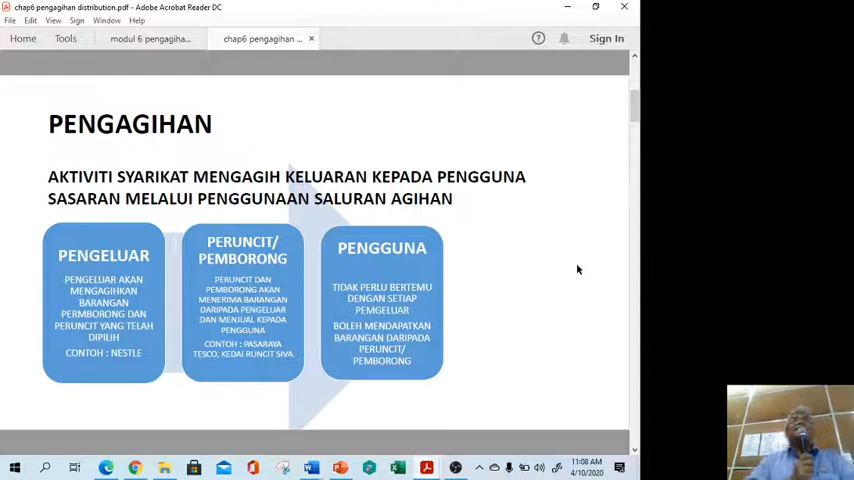 chap6 pengagihan distribution.pdf - Adobe Acrobat Reader DC
File Edit View Sign Window Help
Home Tools modul 6 pengagiha... chap6 pengagihan ... Sign In
PENGAGIHAN
AKTIVITI SYARIKAT MENGAGIH KELUARAN KEPADA PENGGUNA
SASARAN MELALUI PENGGUNAAN SALURAN AGIHAN
PENGELUAR
PENGELUAR AKAN
MENGAGIHKAN
BARANGAN
PERMBORONG DAN
PERUNCIT YANG TELAH
DIPILIH
CONTOH : NESTLE
PERUNCIT/
PEMBORONG
PERUNCIT DAN
PEMBORONG AKAN
MENERIMA BARANGAN
DARIPADA PENGELUAR
DAN MENJUAL KEPADA
PENGGUNA
CONTOH : PASARAYA
TESCO, KEDAI RUNCIT SIVA
PENGGUNA
TIDAK PERLU BERTEMU
DENGAN SETIAP
PEMGELUAR
BOLEH MENDAPATKAN
BARANGAN DARIPADA
PERUNCIT/
PEMBORONG
11:08 AM
4/10/2020